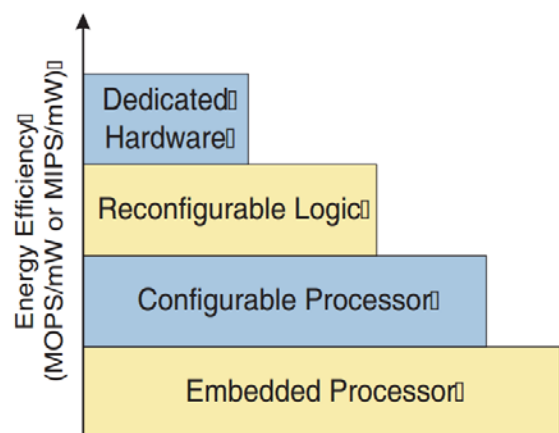 Energy Efficiency▯
(MOPS/mW or MIPS/mW)▯
Dedicated▯
Hardware▯
Reconfigurable Logic▯
Configurable Processor▯
Embedded Processor▯